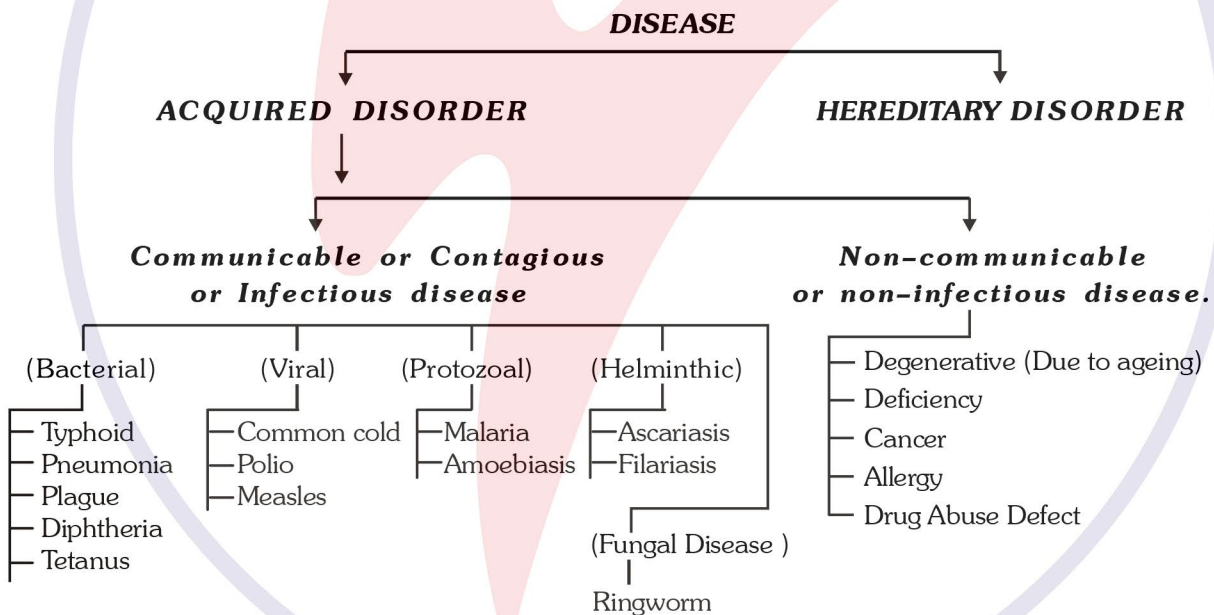 DISEASE
ACQUIRED DISORDER
HEREDITARY DISORDER
Communicable or Contagious
or Infectious disease
Non-communicable
or non-infectious disease.
(Bacterial)
Typhoid
Pneumonia
Plague
Diphtheria
Tetanus
(Viral)
Common cold
Polio
Measles
(Protozoal)
Malaria
Amoebiasis
(Helminthic)
Ascariasis
Filariasis
(Fungal Disease )
Ringworm
Degenerative (Due to ageing)
Deficiency
Cancer
Allergy
Drug Abuse Defect